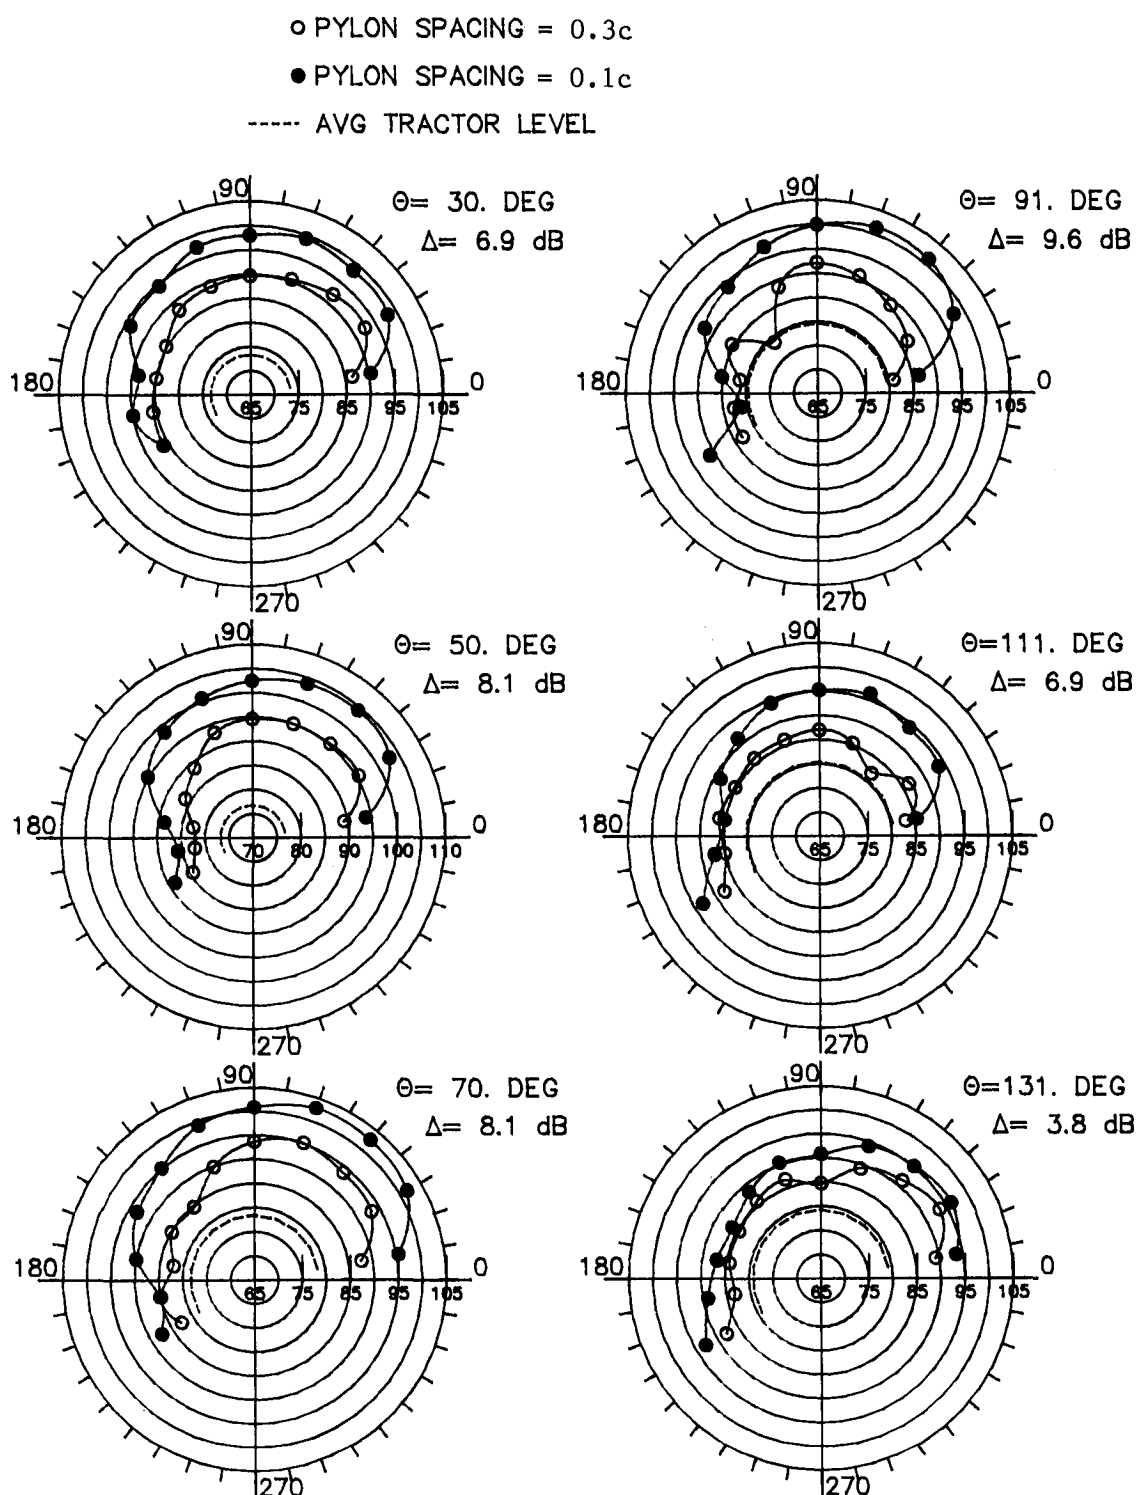 ○ PYLON SPACING = 0.3c
● PYLON SPACING = 0.1c
----- AVG TRACTOR LEVEL
90
Θ= 30. DEG
Δ= 6.9 dB
180
0
65 75 85 95 105
270
90
Θ= 91. DEG
Δ= 9.6 dB
180
0
65 75 85 95 105
270
90
Θ= 50. DEG
Δ= 8.1 dB
180
0
70 80 90 100 110
270
90
Θ=111. DEG
Δ= 6.9 dB
180
0
65 75 85 95 105
270
90
Θ= 70. DEG
Δ= 8.1 dB
180
0
65 75 85 95 105
270
90
Θ=131. DEG
Δ= 3.8 dB
180
0
65 75 85 95 105
270